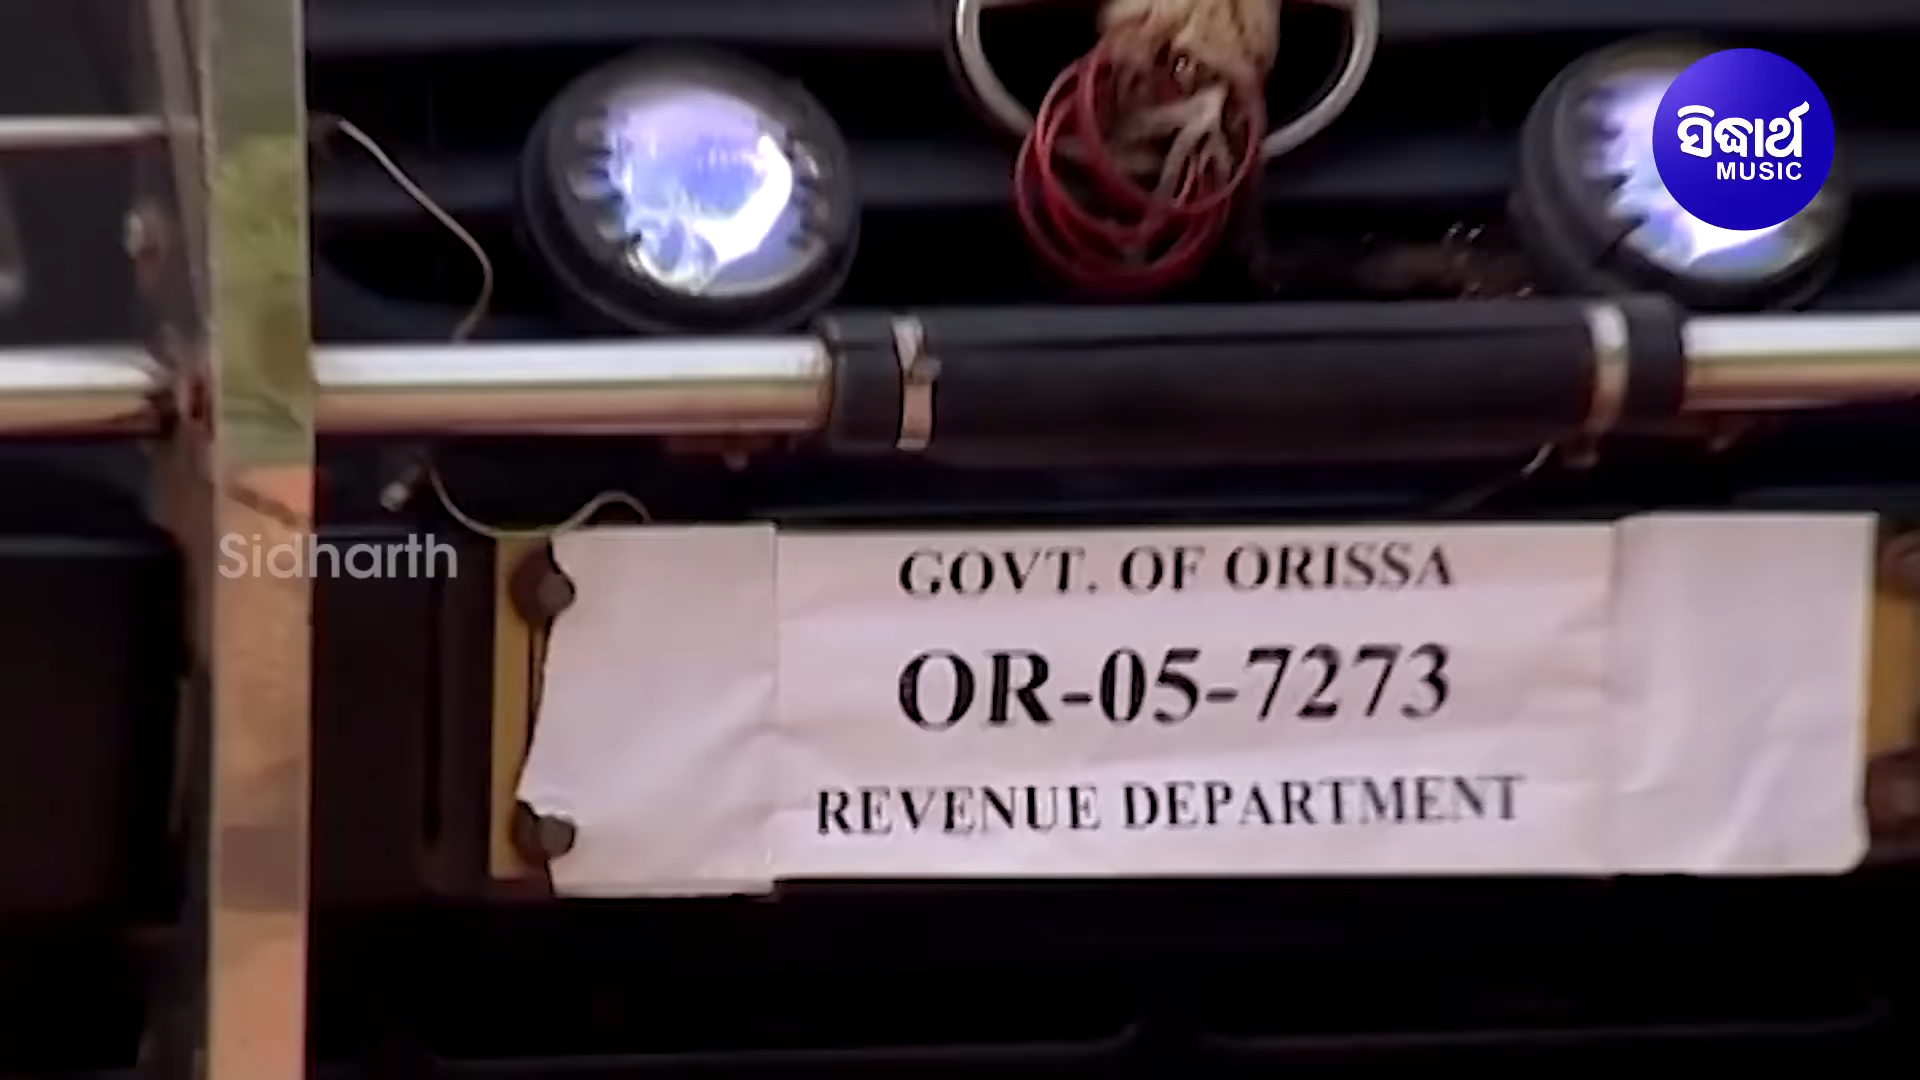 ସିଦ୍ଧାର୍ଥ
MUSIC
Sidharth
GOVT. OF ORISSA
OR-05-7273
REVENUE DEPARTMENT